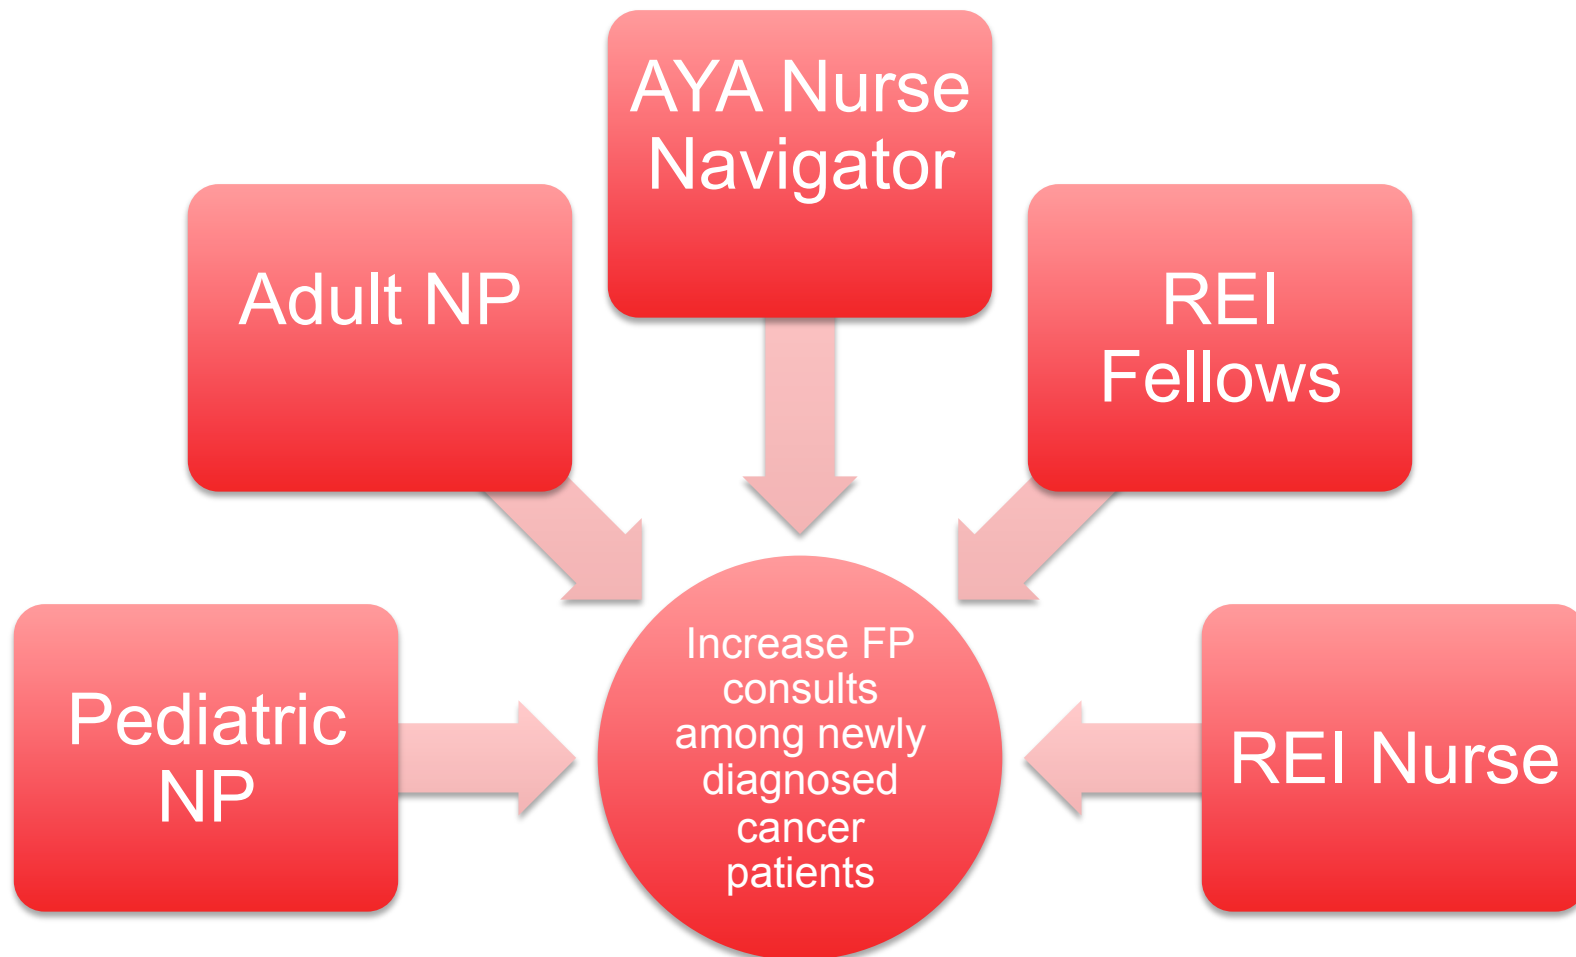 AYA Nurse
Navigator
Adult NP
REI
Fellows
Pediatric
NP
Increase FP
consults
among newly
diagnosed
cancer
patients
REI Nurse